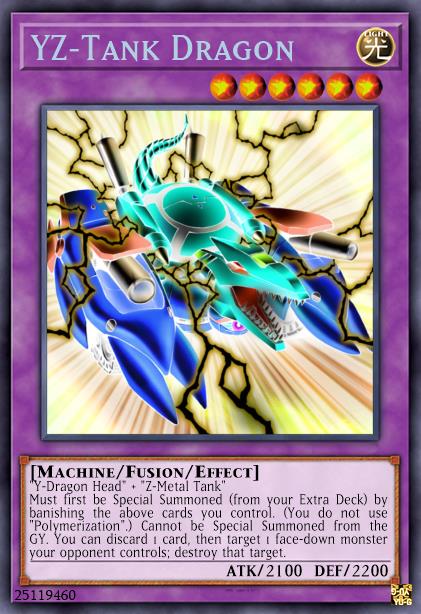 YZ-Tank Dragon
LIGHT
光
[Machine/Fusion/Effect]
"Y-Dragon Head" + "Z-Metal Tank"
Must first be Special Summoned (from your Extra Deck) by
banishing the above cards you control. (You do not use
"Polymerization".) Cannot be Special Summoned from the
GY. You can discard 1 card, then target 1 face-down monster
your opponent controls; destroy that target.
ATK/2100 DEF/2200
25119460